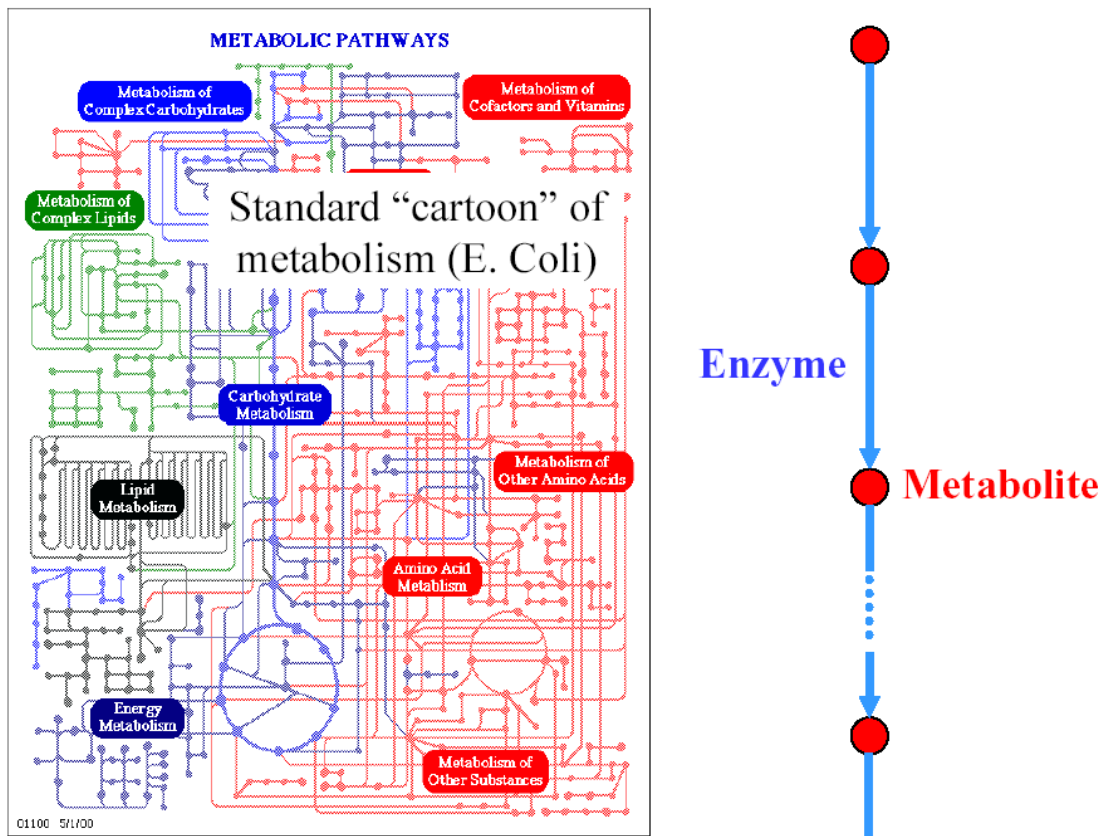 METABOLIC PATHWAYS
Metabolism of
Complex Carbohydrates
Metabolism of
Cofactors and Vitamins
Metabolism of
Complex Lipids
Standard “cartoon” of
metabolism (E. Coli)
Enzyme
Carbohydrate
Metabolism
Metabolism of
Other Amino Acids
Metabolite
Lipid
Metabolism
Amino Acid
Metablism
Energy
Metabolism
Metabolism of
Other Substances
01100 5/1/00